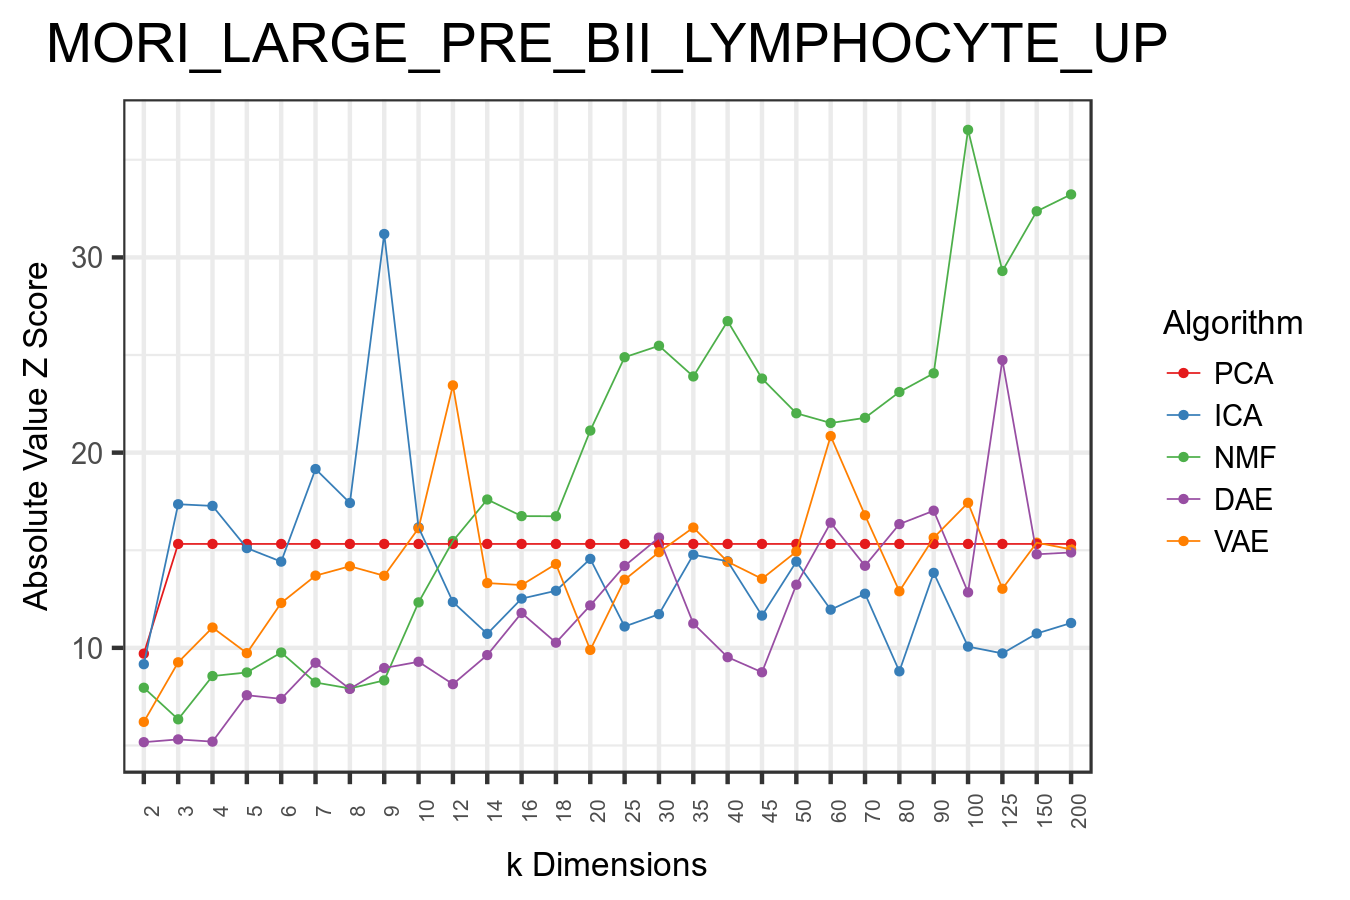 MORI_LARGE_PRE_BII_LYMPHOCYTE_UP
Absolute Value Z Score
30
20
10
2 3 4 5 6 7 8 9 10 12 14 16 18 20 25 30 35 40 45 50 60 70 80 90 100 125 150 200
k Dimensions
Algorithm
PCA
ICA
NMF
DAE
VAE